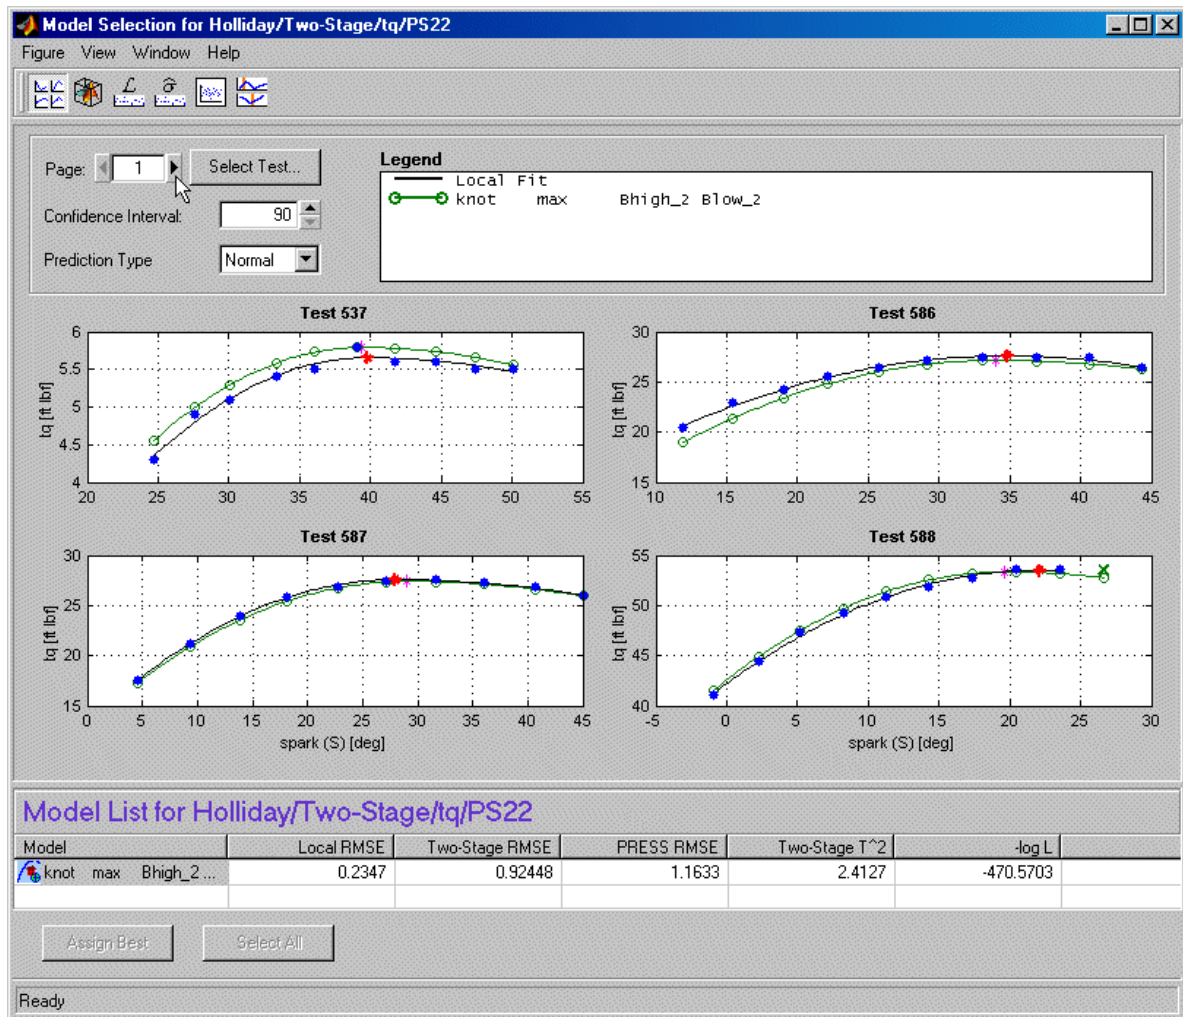 Model Selection for Holliday/Two-Stage/tq/PS22
Figure View Window Help
Page: 1 Select Test...
Confidence Interval: 90
Prediction Type Normal
Legend
Local Fit
knot max Bhigh_2 Blow_2
Test 537
6
5.5
5
4.5
4
tq [ft lbf]
20 25 30 35 40 45 50 55
Test 586
30
25
20
15
tq [ft lbf]
10 15 20 25 30 35 40 45
Test 587
30
25
20
15
tq [ft lbf]
0 5 10 15 20 25 30 35 40 45
spark (S) [deg]
Test 588
55
50
45
40
tq [ft lbf]
-5 0 5 10 15 20 25 30
spark (S) [deg]
Model List for Holliday/Two-Stage/tq/PS22
Model Local RMSE Two-Stage RMSE PRESS RMSE Two-Stage T^2 -log L
knot max Bhigh_2 ... 0.2347 0.92448 1.1633 2.4127 -470.5703
Assign Best Select All
Ready